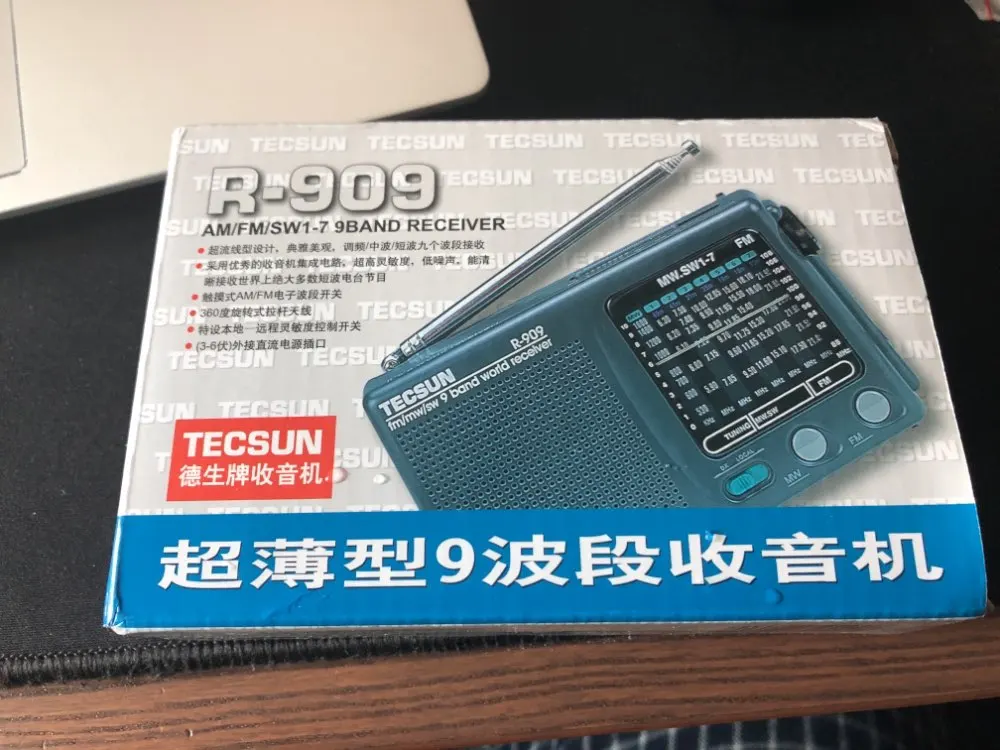 TECSUN TECSUN TECSUN TECSUN TECSUN TECSUN
R-909
AM/FM/SW1-7 9BAND RECEIVER
• 超流线型设计，典雅美观，调频/中波/短波九个波段接收
• 采用优秀的收音机集成电路，超高灵敏度，低噪声，能清
晰接收世界上绝大多数短波电台节目
• 触摸式AM/FM电子波段开关
• 360度旋转式拉杆天线
• 特设本地—远程灵敏度控制开关
• (3-6伏)外接直流电源插口
FM
MW.SW1-7
R-909
TECSUN
fm/mw/sw 9 band world receiver
TUNING
MW.SW
FM
DX LOCAL
MW
FM
TECSUN
德生牌收音机
超薄型9波段收音机